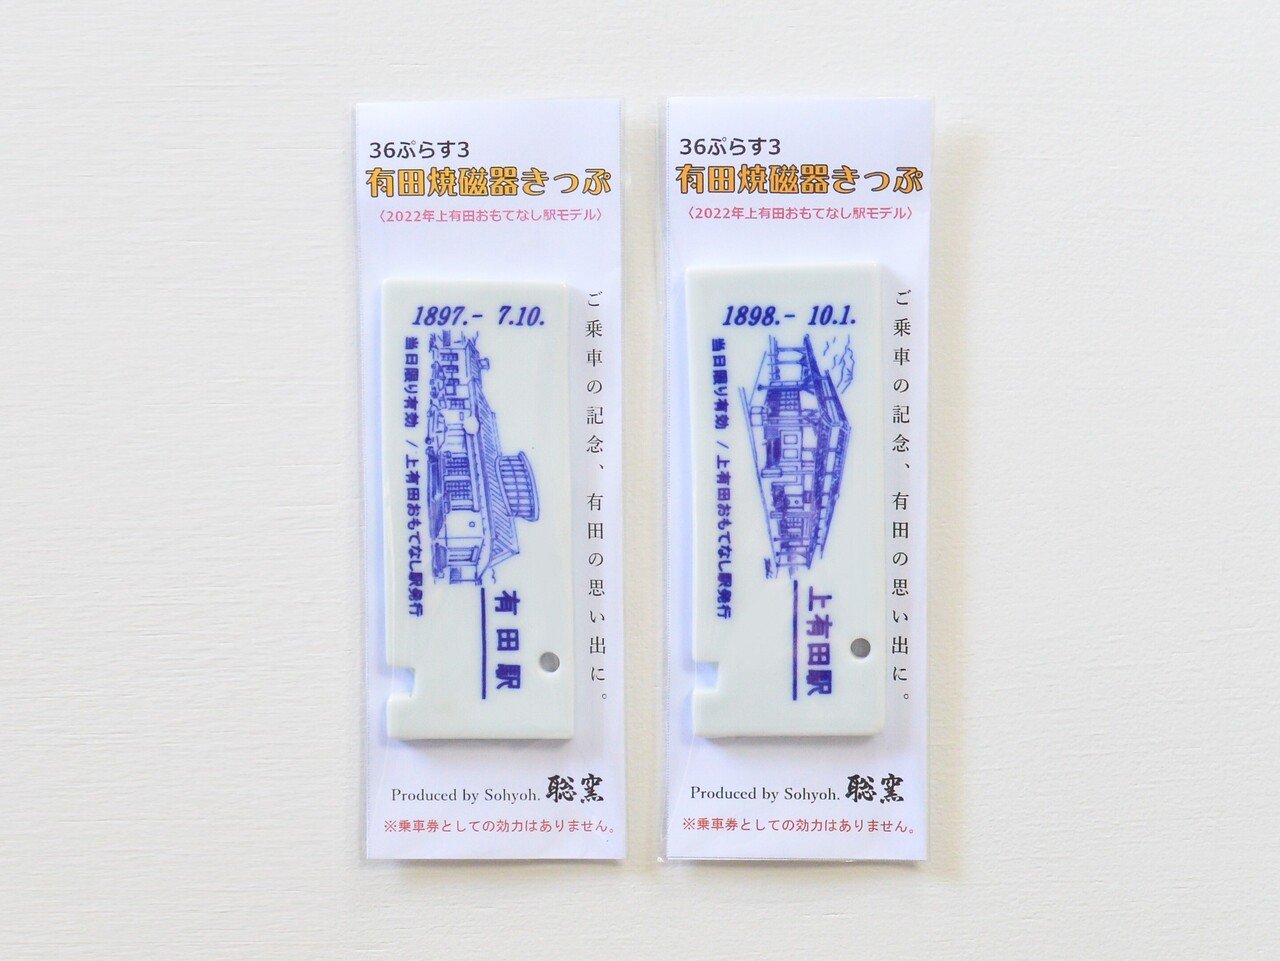 36ぷらす3
有田焼磁器きっぷ
〈2022年上有田おもてなし駅モデル〉
1897.- 7.10.
当日限り有効 / 上有田おもてなし駅発行
有田駅
ご乗車の記念、有田の思い出に。
Produced by Sohyoh. 聡窯
※乗車券としての効力はありません。
36ぷらす3
有田焼磁器きっぷ
〈2022年上有田おもてなし駅モデル〉
1898.- 10.1.
当日限り有効 / 上有田おもてなし駅発行
上有田駅
ご乗車の記念、有田の思い出に。
Produced by Sohyoh. 聡窯
※乗車券としての効力はありません。